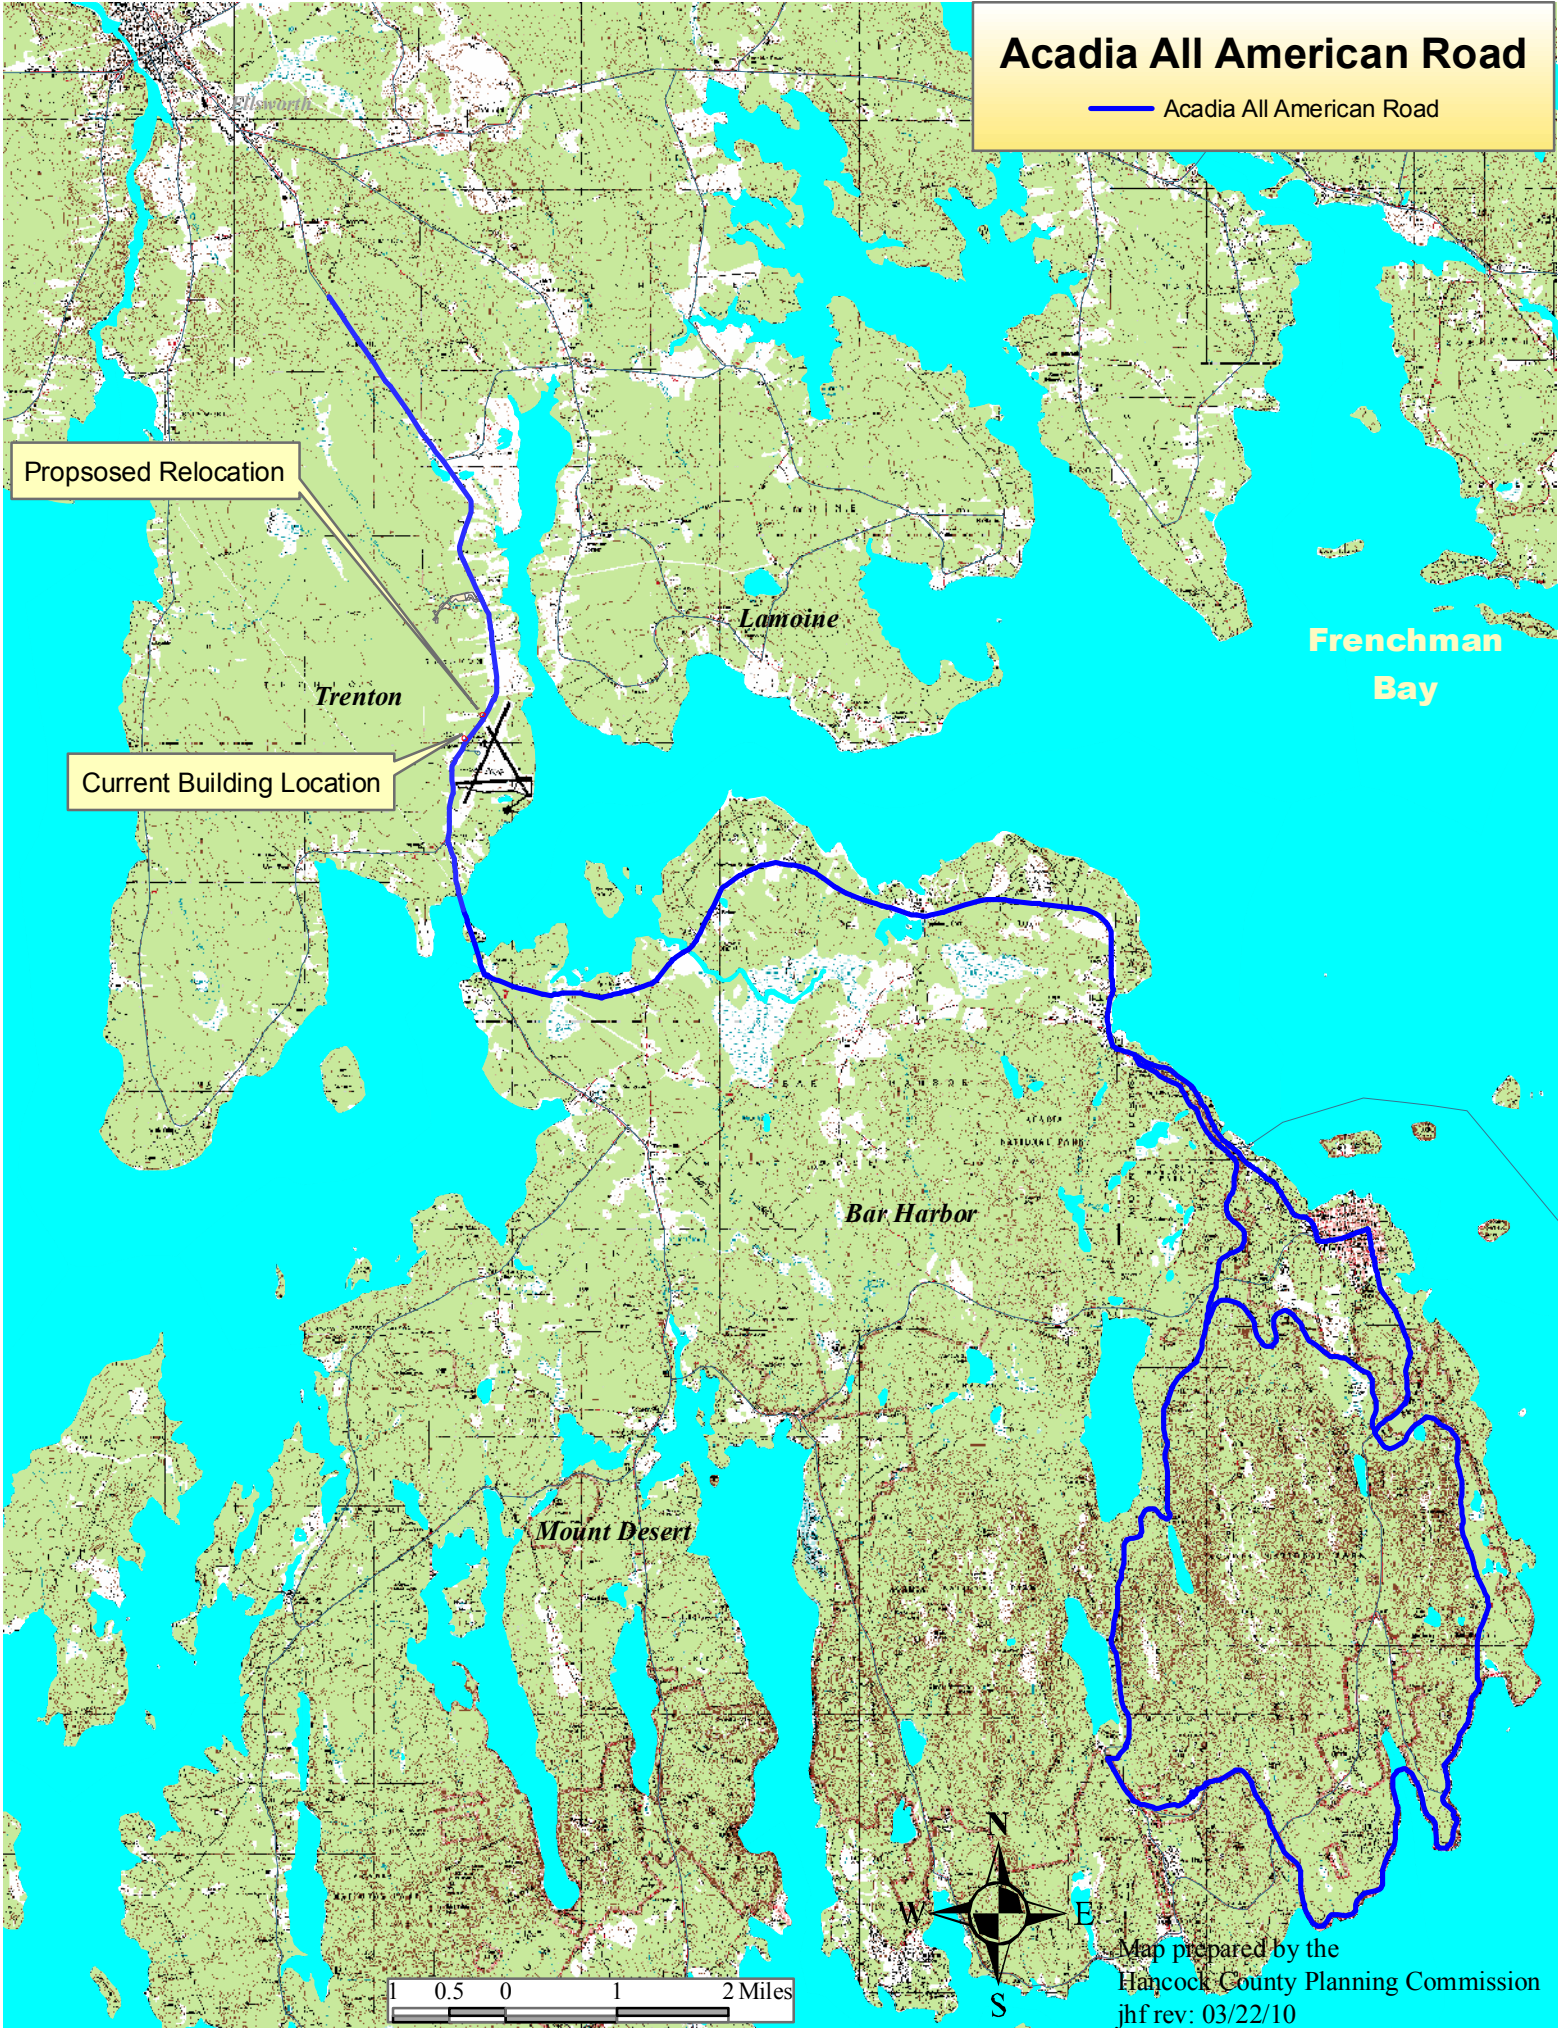 Acadia All American Road
Acadia All American Road
Ellsworth
Propsosed Relocation
Lamoine
Frenchman
Bay
Trenton
Current Building Location
Bar Harbor
Mount Desert
N
W
E
S
Map prepared by the
Hancock County Planning Commission
jhf rev: 03/22/10
1 0.5 0 1 2 Miles